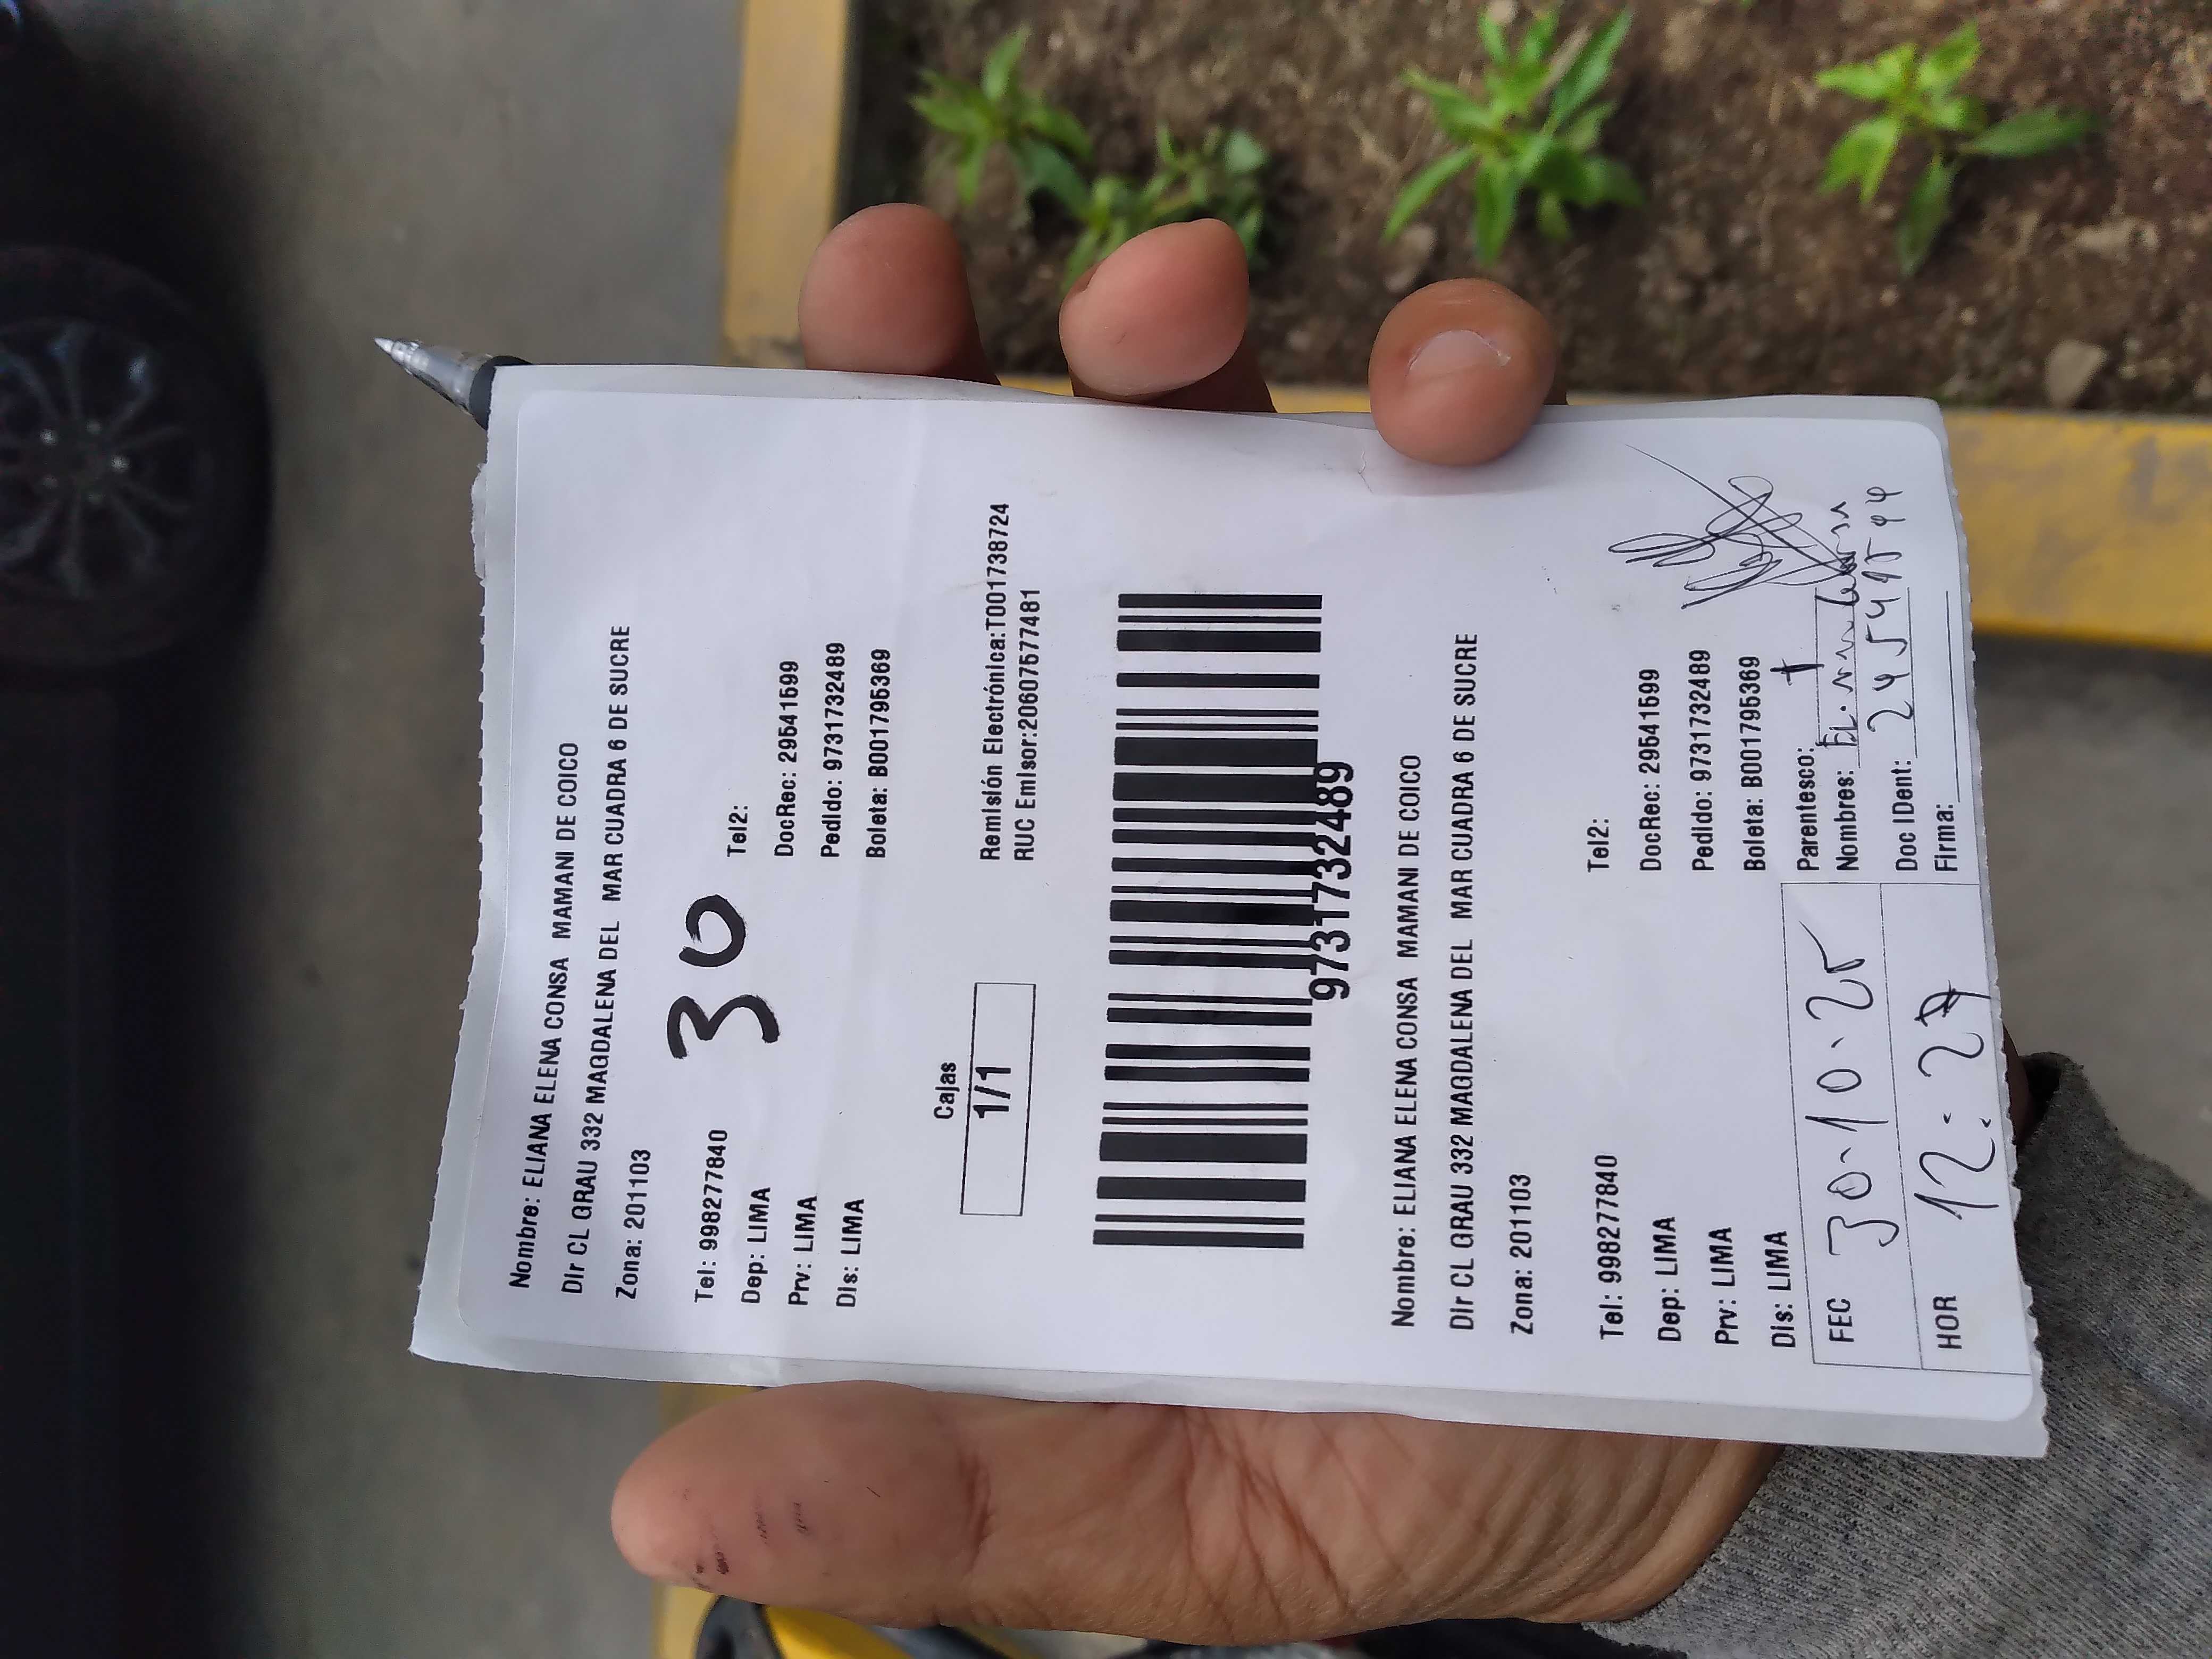 Nombre: ELIANA ELENA CONSA MAMANI DE COICO
Dir CL GRAU 332 MAGDALENA DEL MAR CUADRA 6 DE SUCRE
Zona: 201103
30
Tel: 998277840 Tel2:
Dep: LIMA DocRec: 29541599
Prv: LIMA Pedido: 9731732489
Dis: LIMA Boleta: B001795369
Cajas
1/1
Remisión Electrónica:T001738724
RUC Emisor:20607577481
9731732489
Nombre: ELIANA ELENA CONSA MAMANI DE COICO
Dir CL GRAU 332 MAGDALENA DEL MAR CUADRA 6 DE SUCRE
Zona: 201103
Tel: 998277840 Tel2:
Dep: LIMA DocRec: 29541599
Prv: LIMA Pedido: 9731732489
Dis: LIMA Boleta: B001795369
FEC 30.10.25 Parentesco: T
Nombres:
HOR 12:27 Doc IDent:
Firma: